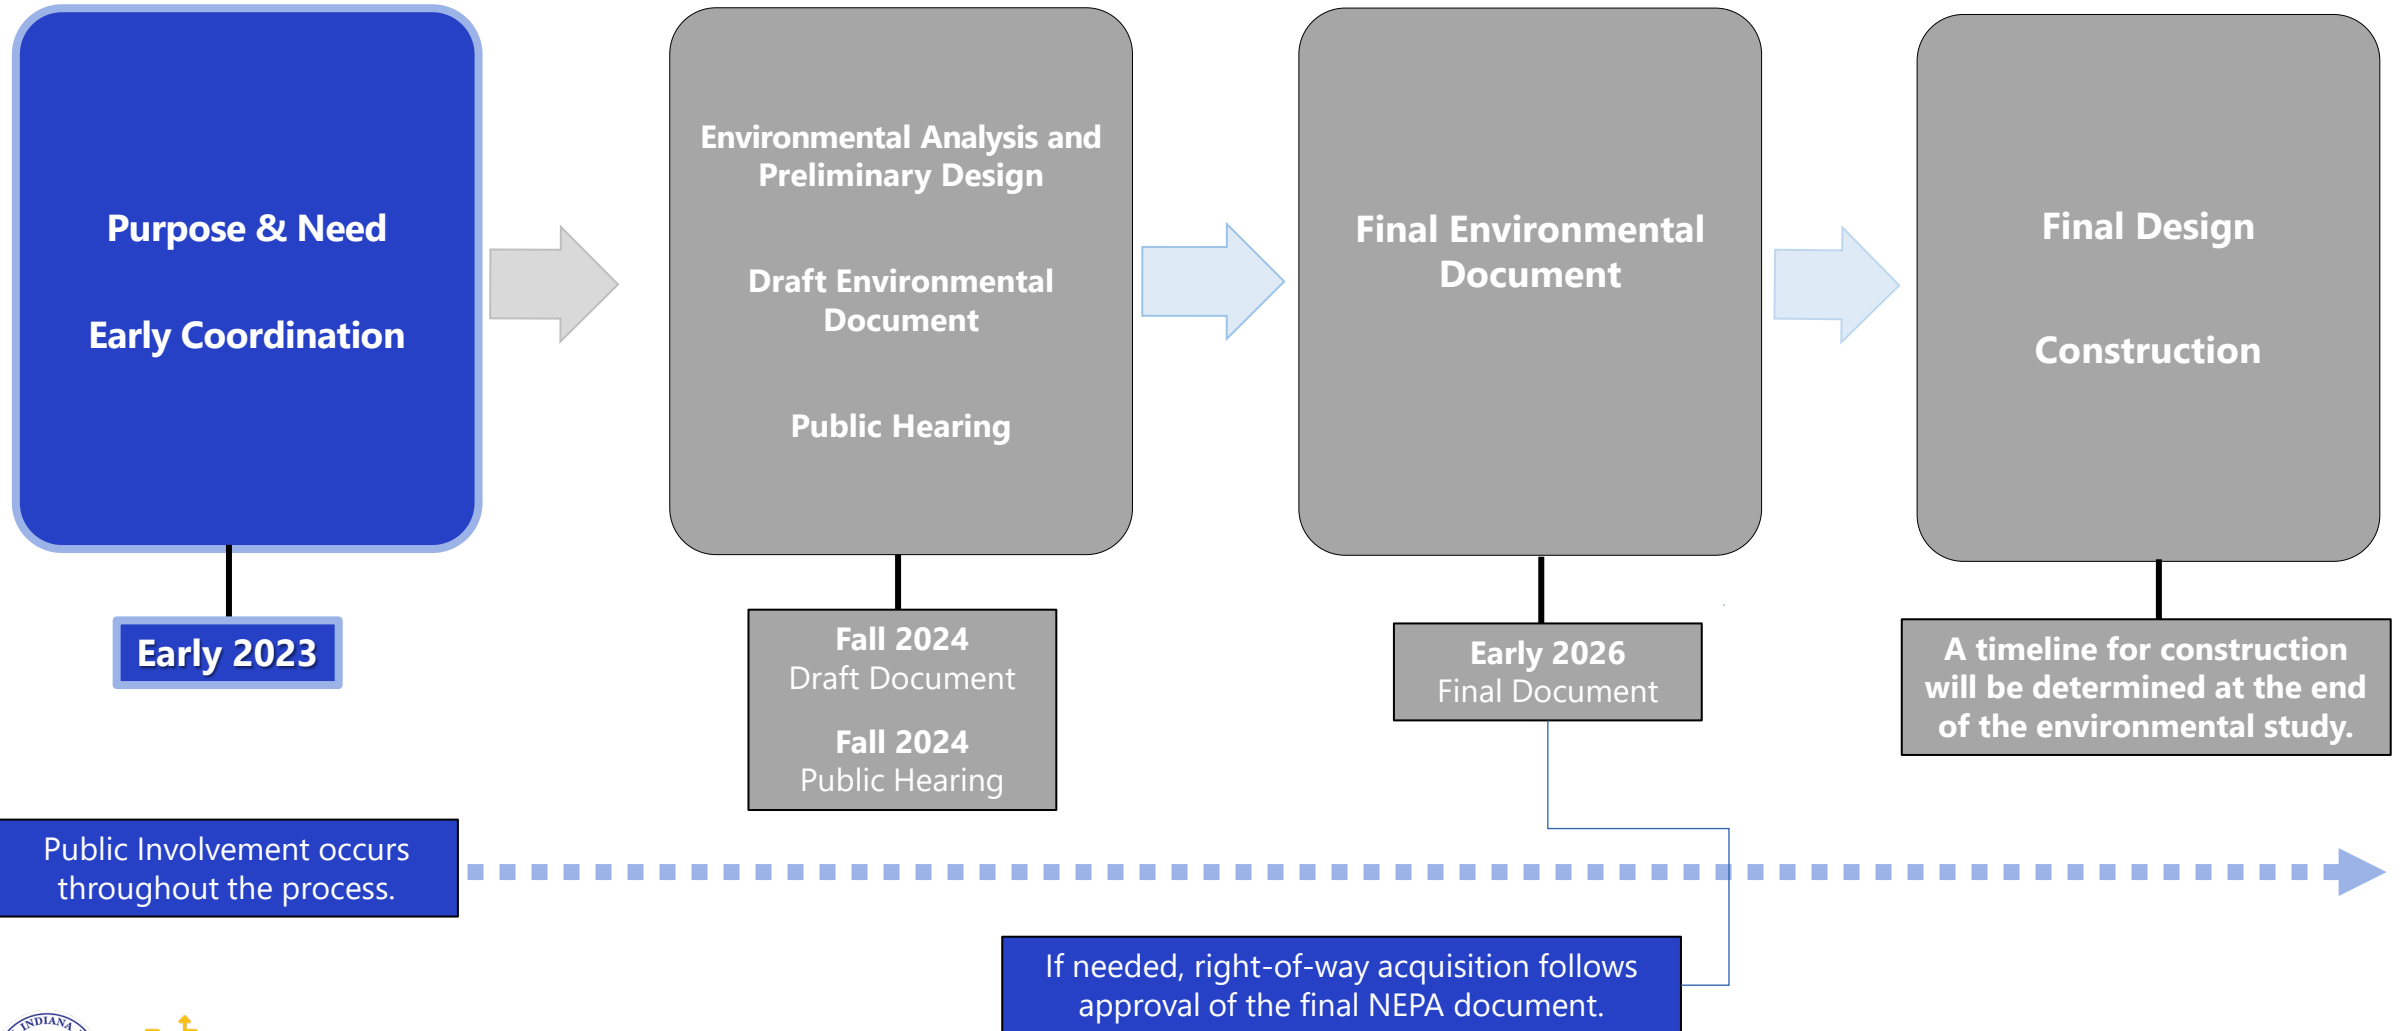 Purpose & Need
Early Coordination
Early 2023
Environmental Analysis and
Preliminary Design
Draft Environmental
Document
Public Hearing
Fall 2024
Draft Document
Fall 2024
Public Hearing
Final Environmental
Document
Early 2026
Final Document
Final Design
Construction
A timeline for construction
will be determined at the end
of the environmental study.
Public Involvement occurs
throughout the process.
If needed, right-of-way acquisition follows
approval of the final NEPA document.
INDIANA